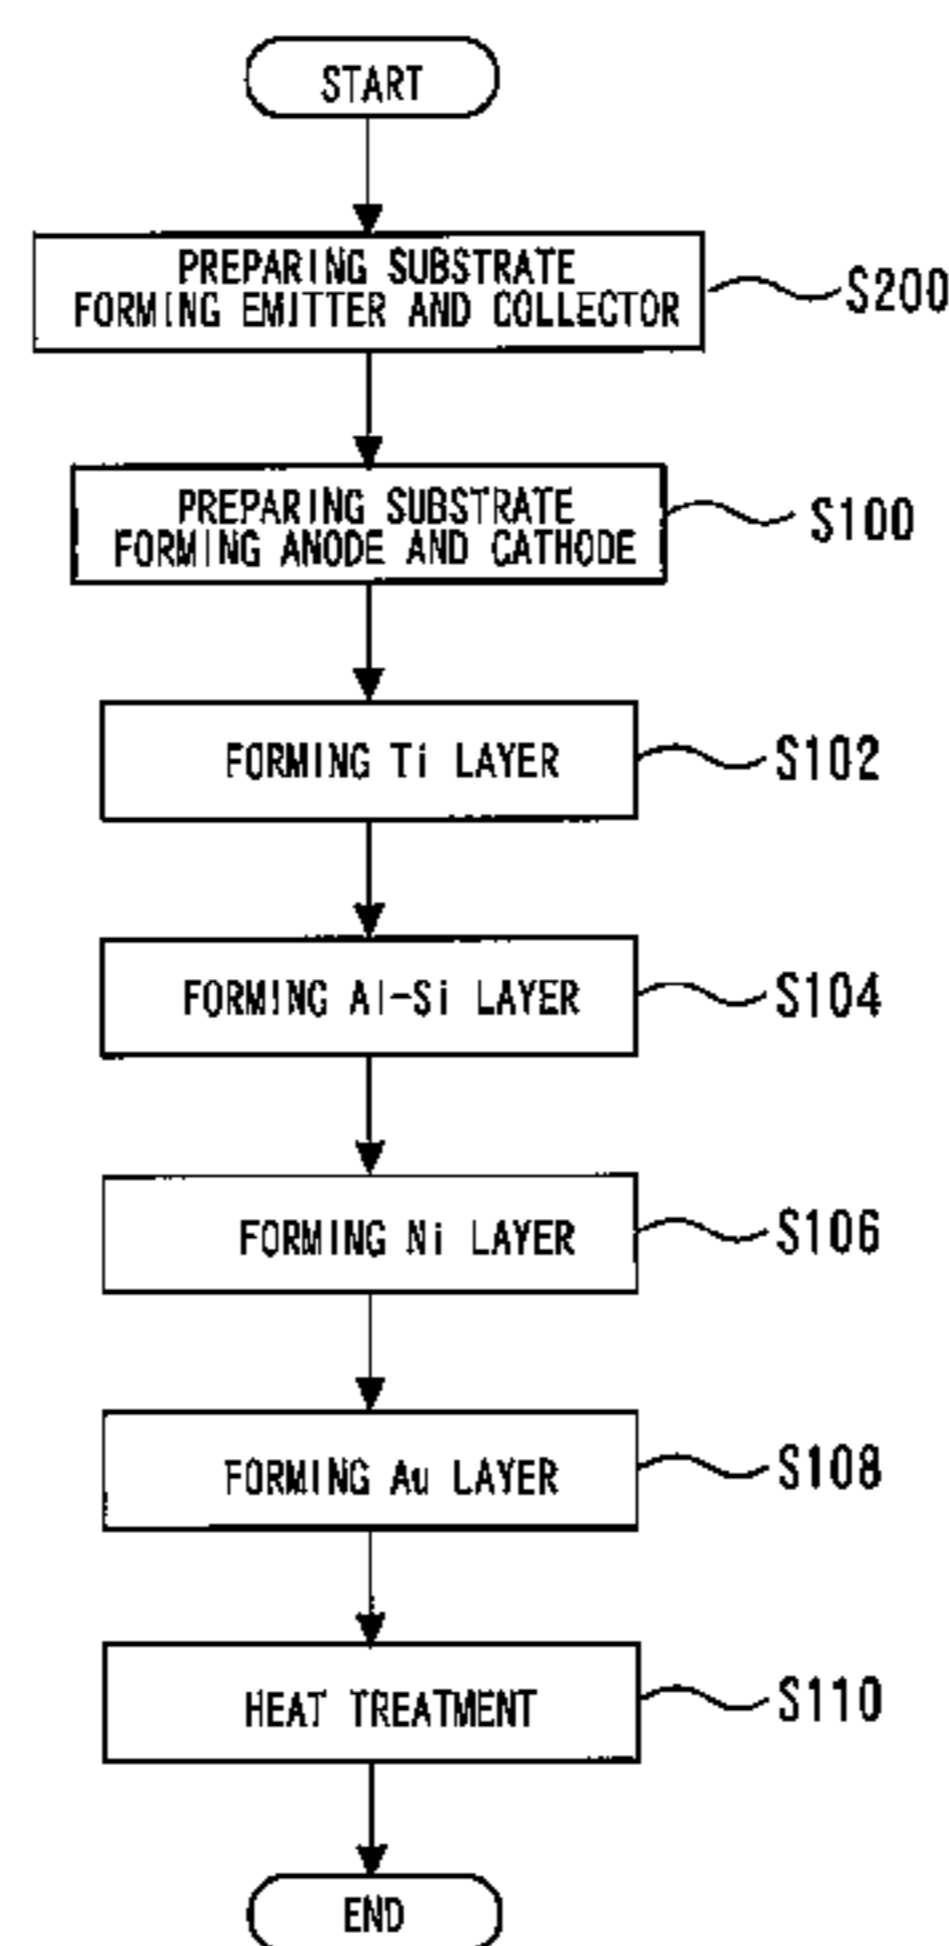 START
PREPARING SUBSTRATE
FORMING EMITTER AND COLLECTOR
S200
PREPARING SUBSTRATE
FORMING ANODE AND CATHODE
S100
FORMING Ti LAYER
S102
FORMING Al-Si LAYER
S104
FORMING Ni LAYER
S106
FORMING Au LAYER
S108
HEAT TREATMENT
S110
END